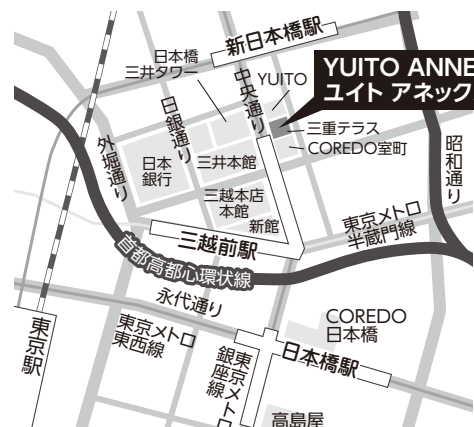 新日本橋駅
日本橋
三井タワー
中央通り
YUITO
YUITO ANNE
ユイト アネック
日銀通り
外堀通り
日本
銀行
三井本館
三重テラス
COREDO室町
昭和通り
三越本店
本館
新館
三越前駅
東京メトロ
半蔵門線
首都高都心環状線
永代通り
東京駅
東京メトロ
東西線
COREDO
日本橋
日本橋駅
東京メトロ
銀座線
高島屋